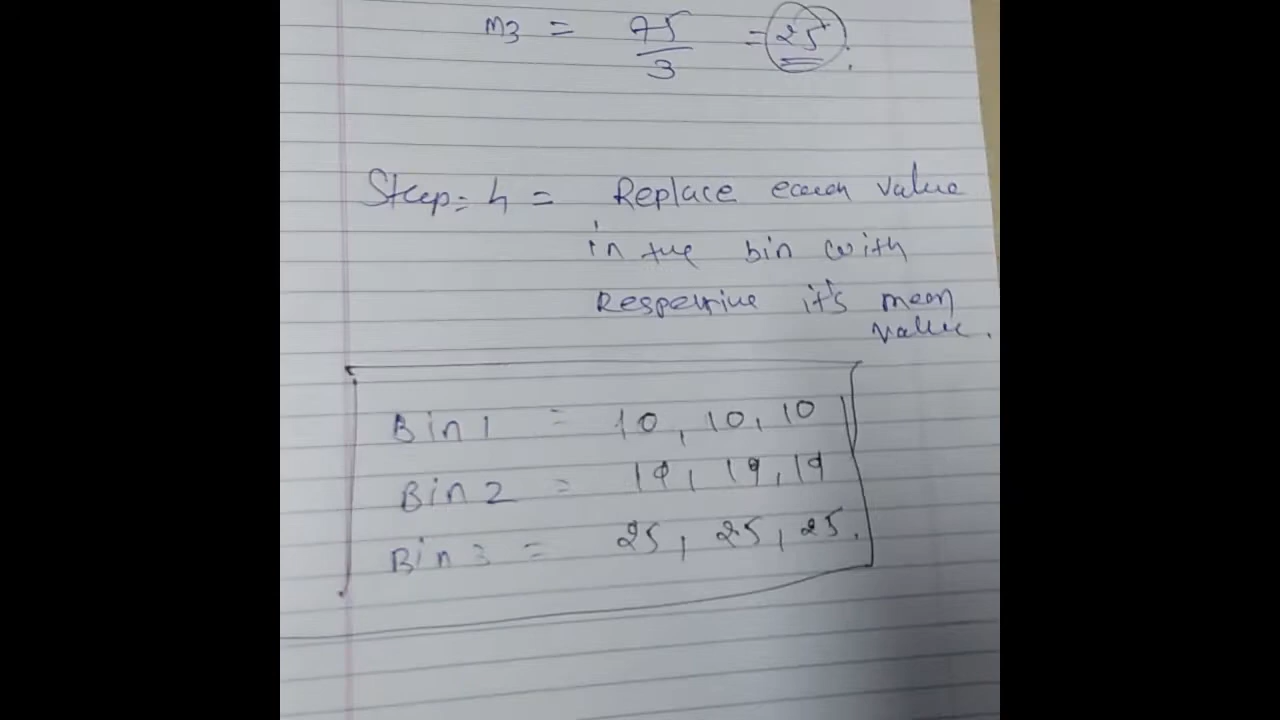 m3 = 75/3 = 25.
Step = 4 = Replace each value
in the bin with
Respective it's mean
value.
Bin 1 = 10, 10, 10
Bin 2 = 19, 19, 19
Bin 3 = 25, 25, 25.